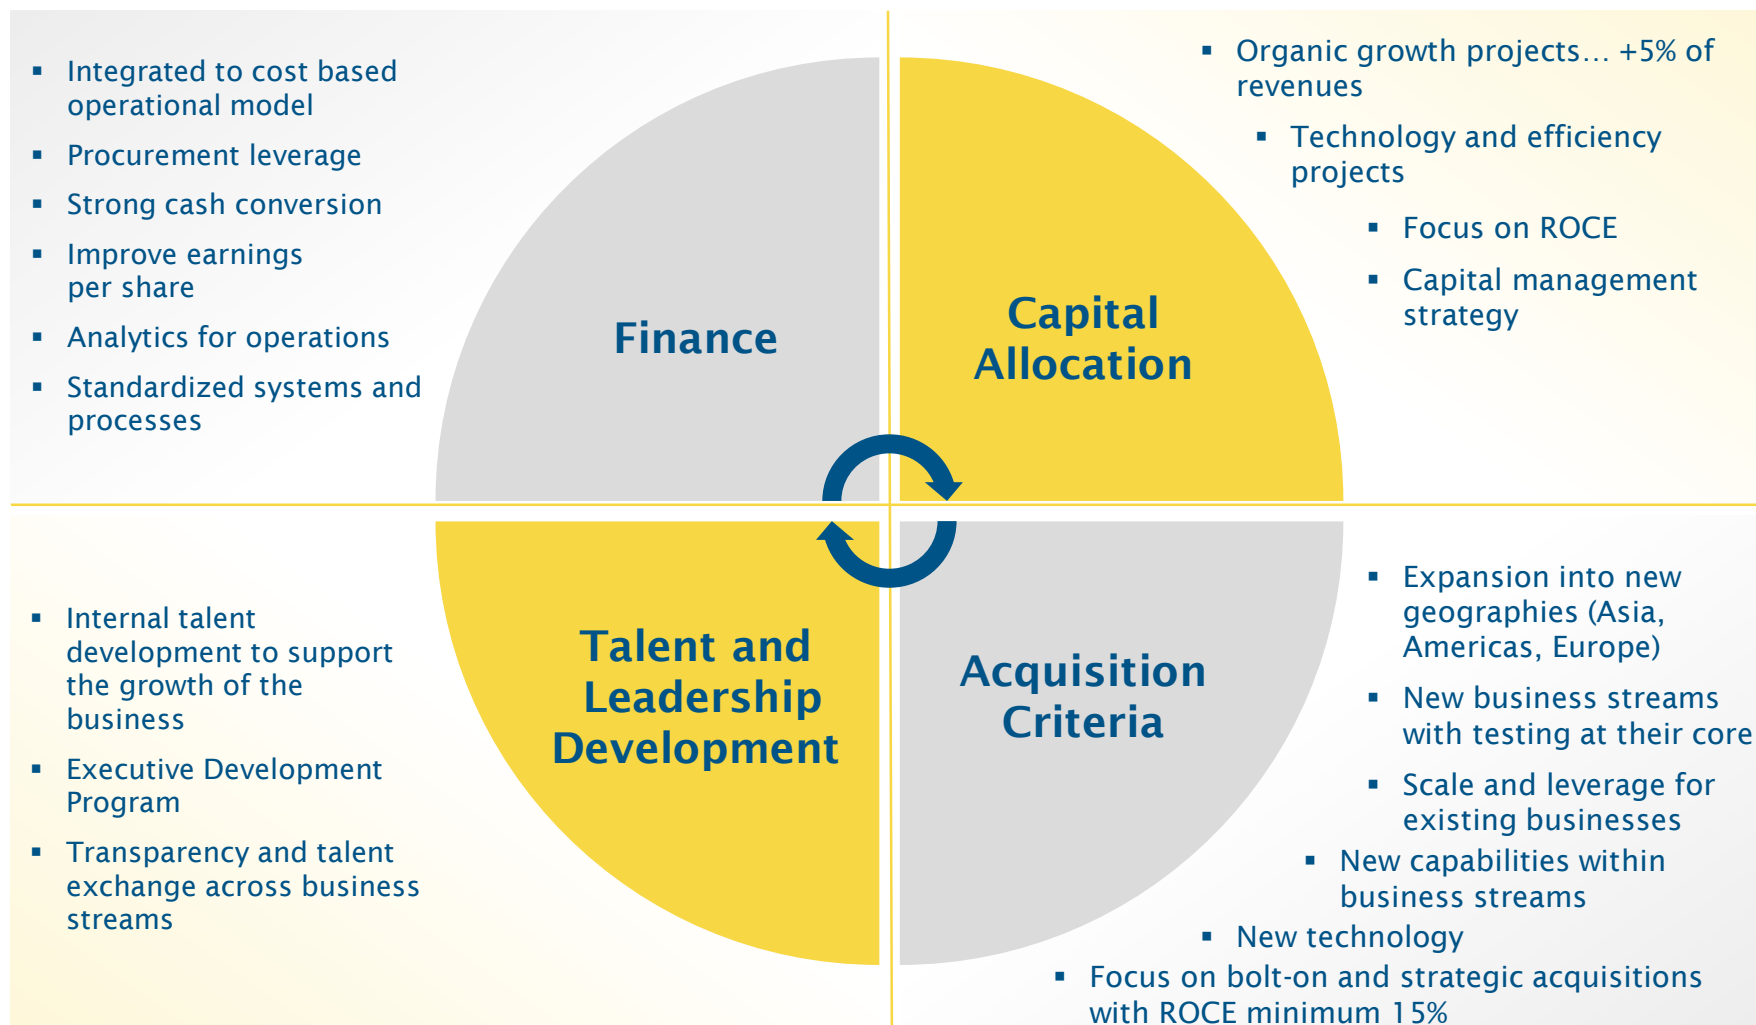 ▪ Integrated to cost based
operational model
▪ Procurement leverage
▪ Strong cash conversion
▪ Improve earnings
per share
▪ Analytics for operations
▪ Standardized systems and
processes
Finance
Capital
Allocation
▪ Organic growth projects… +5% of
revenues
▪ Technology and efficiency
projects
▪ Focus on ROCE
▪ Capital management
strategy
▪ Internal talent
development to support
the growth of the
business
▪ Executive Development
Program
▪ Transparency and talent
exchange across business
streams
Talent and
Leadership
Development
Acquisition
Criteria
▪ Expansion into new
geographies (Asia,
Americas, Europe)
▪ New business streams
with testing at their core
▪ Scale and leverage for
existing businesses
▪ New capabilities within
business streams
▪ New technology
▪ Focus on bolt-on and strategic acquisitions
with ROCE minimum 15%